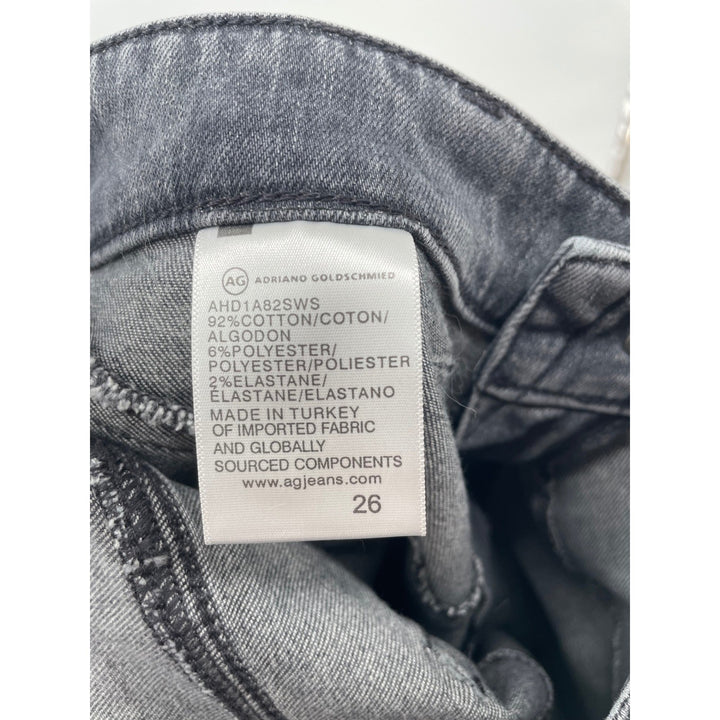 AG ADRIANO GOLDSCHMIED
AHD1A82SWS
92%COTTON/COTON/
ALGODON
6%POLYESTER/
POLYESTER/POLIESTER
2%ELASTANE/
ÉLASTANE/ELASTANO
MADE IN TURKEY
OF IMPORTED FABRIC
AND GLOBALLY
SOURCED COMPONENTS
www.agjeans.com
26